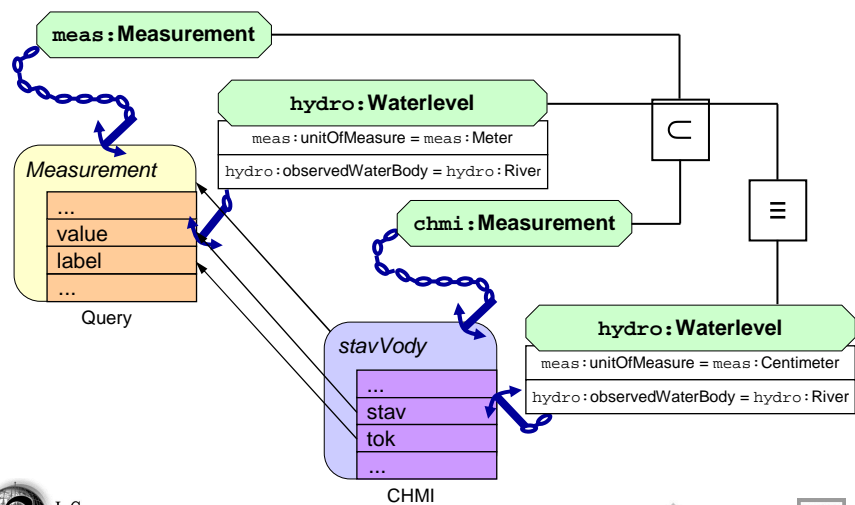 meas:Measurement
hydro:Waterlevel
meas:unitOfMeasure = meas:Meter
hydro:observedWaterBody = hydro:River
⊂
≡
Measurement
...
value
label
...
Query
chmi:Measurement
hydro:Waterlevel
meas:unitOfMeasure = meas:Centimeter
hydro:observedWaterBody = hydro:River
stavVody
...
stav
tok
...
CHMI